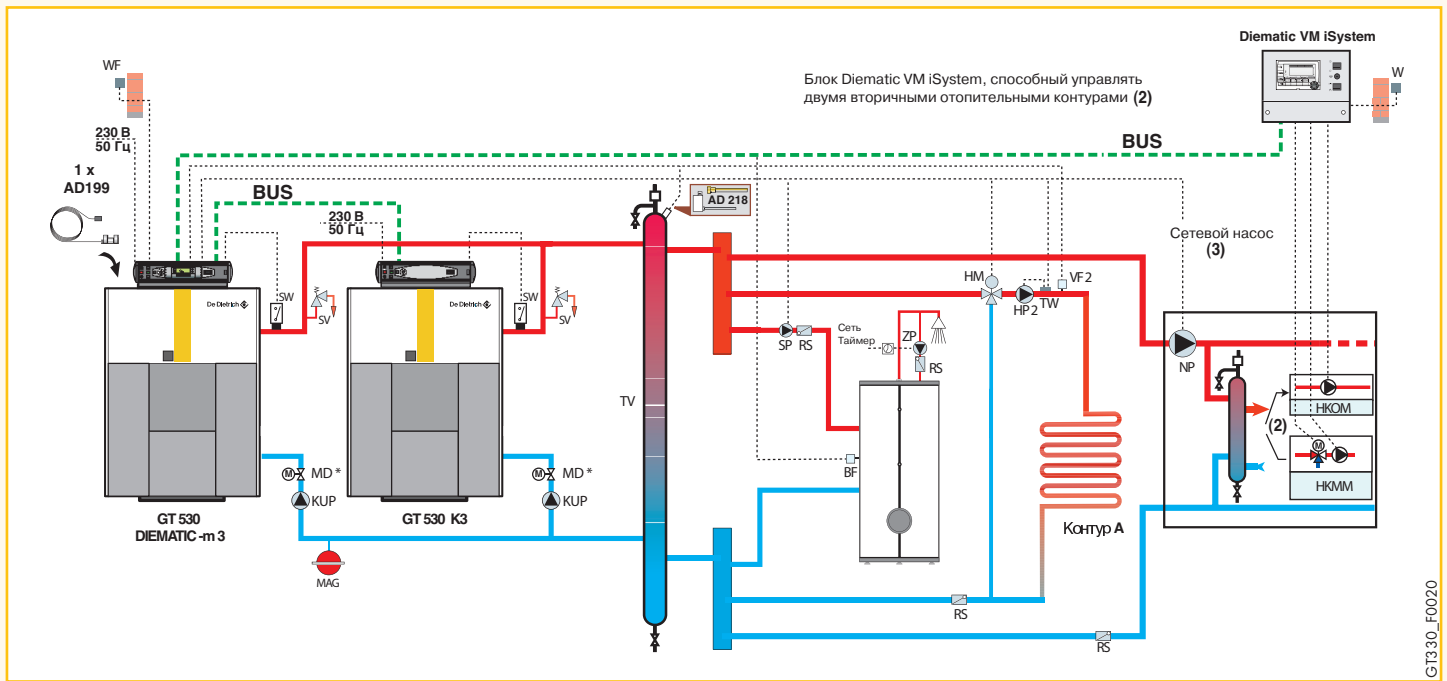 Diematic VM iSystem
WF
W
Блок Diematic VM iSystem, способный управлять
двумя вторичными отопительными контурами (2)
230 В
50 Гц
BUS
1 x
AD199
BUS
AD 218
230 В
50 Гц
Сетевой насос
(3)
HM
VF 2
HP 2
TW
De Dietrich
SW
SV
De Dietrich
SW
SV
Сеть
Таймер
SP
RS
ZP
RS
NP
TV
HKOM
(2)
M
HKMM
BF
M
MD *
M
MD *
KUP
KUP
GT 530
DIEMATIC-m 3
GT 530 K3
Контур A
MAG
RS
RS
GT330_F0020